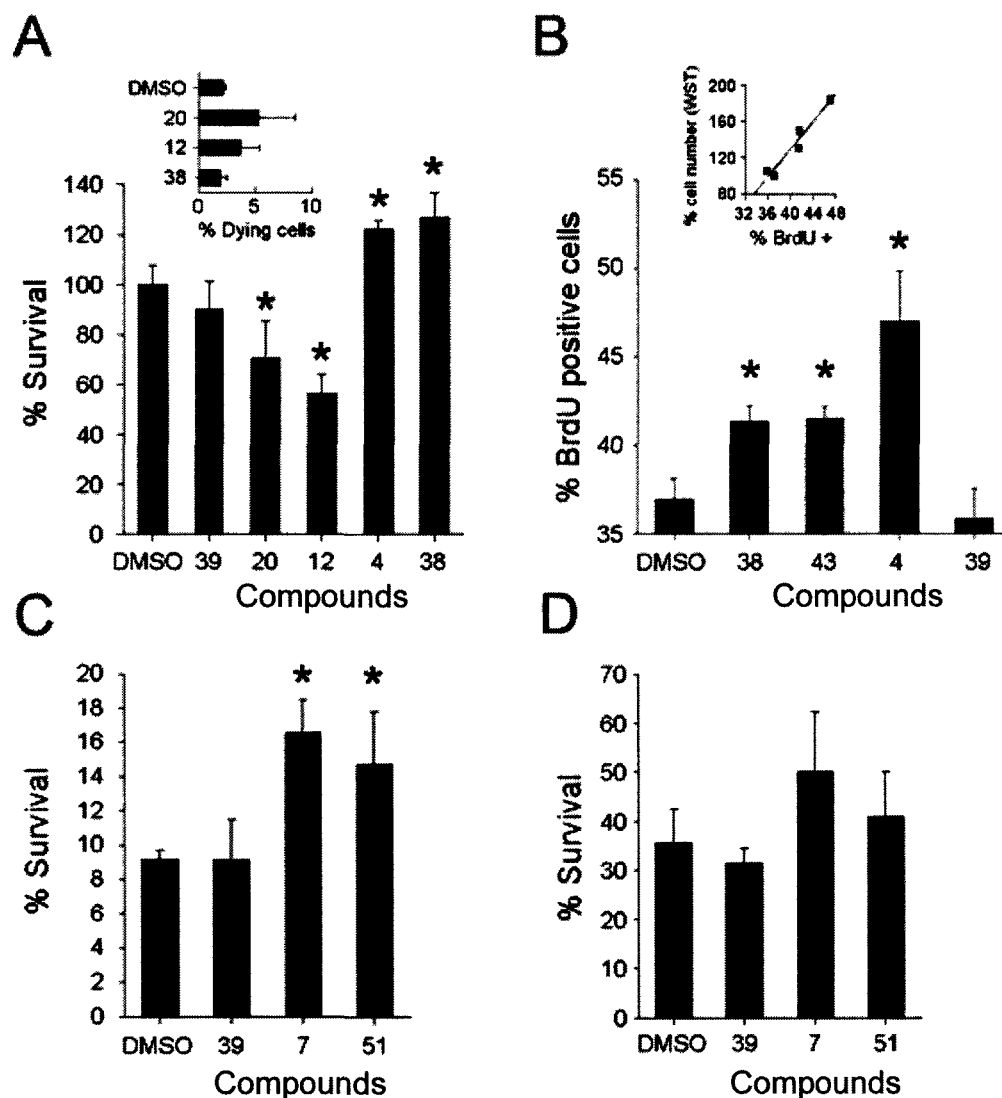 A
DMSO
20
12
38
0 5 10
% Dying cells
140
120
100
80
60
40
20
0
% Survival
* * * *
DMSO 39 20 12 4 38
Compounds
B
200
160
120
80
% cell number (WST)
32 36 40 44 48
% BrdU +
55
50
45
40
35
% BrdU positive cells
* * *
DMSO 38 43 4 39
Compounds
C
20
18
16
14
12
10
8
6
4
2
0
% Survival
* *
DMSO 39 7 51
Compounds
D
70
60
50
40
30
20
10
0
% Survival
DMSO 39 7 51
Compounds